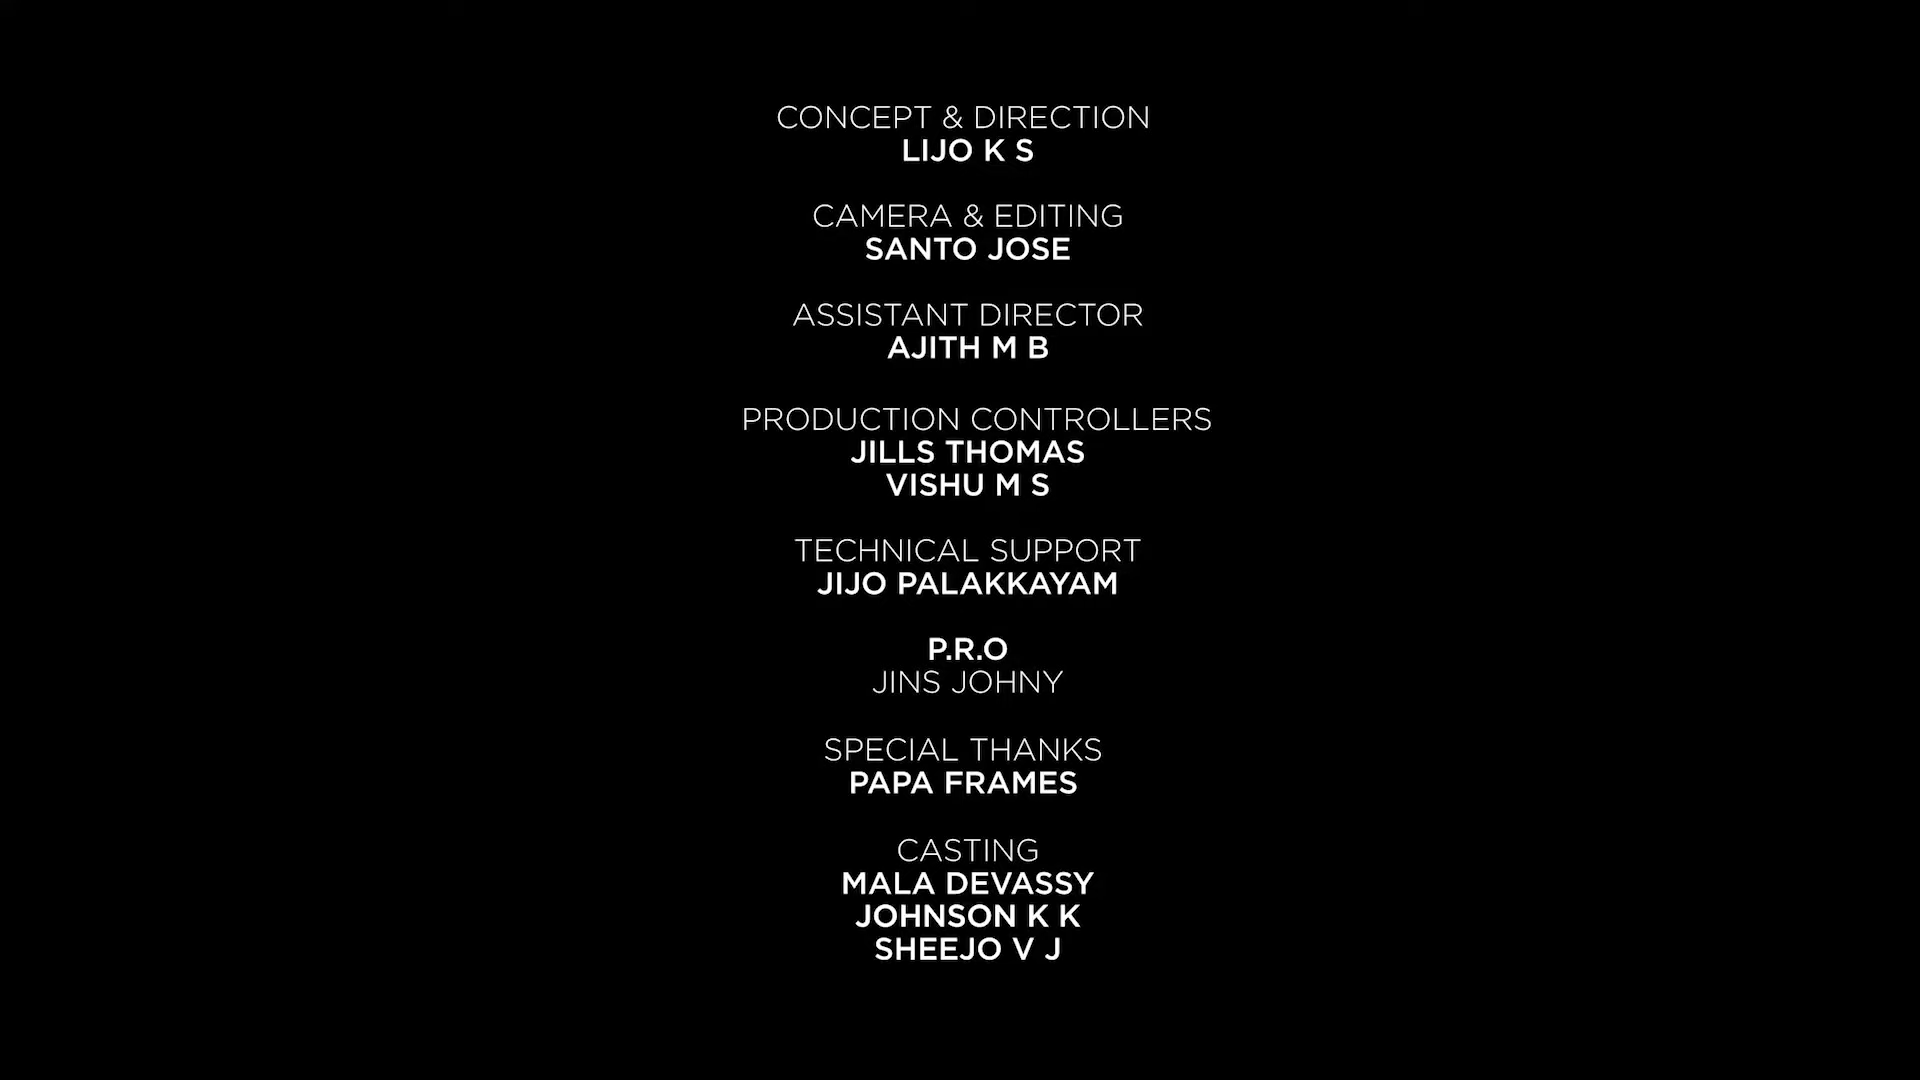 CONCEPT & DIRECTION
LIJO K S
CAMERA & EDITING
SANTO JOSE
ASSISTANT DIRECTOR
AJITH M B
PRODUCTION CONTROLLERS
JILLS THOMAS
VISHU M S
TECHNICAL SUPPORT
JIJO PALAKKAYAM
P.R.O
JINS JOHNY
SPECIAL THANKS
PAPA FRAMES
CASTING
MALA DEVASSY
JOHNSON K K
SHEEJO V J